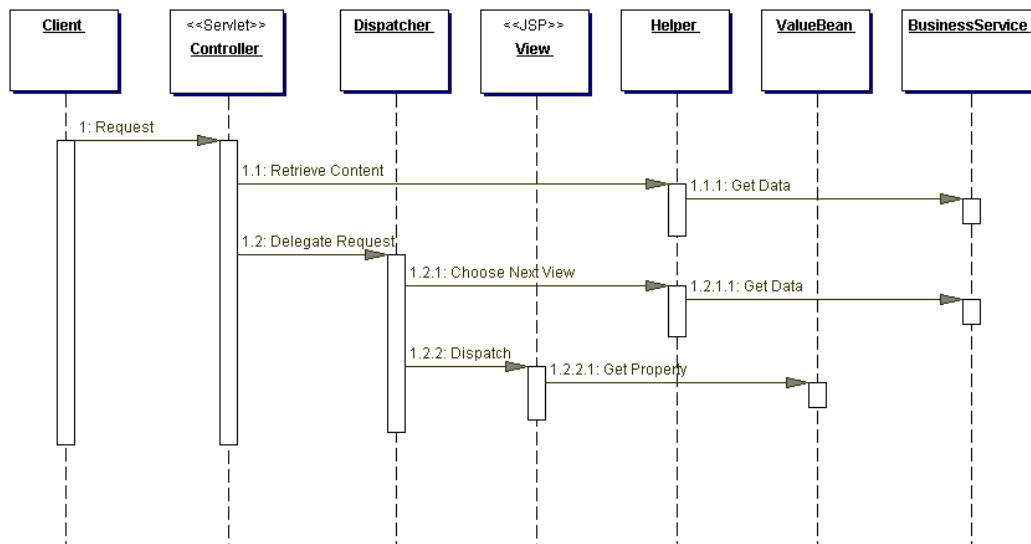 Client
<<Servlet>>
Controller
Dispatcher
<<JSP>>
View
Helper
ValueBean
BusinessService
1: Request
1.1: Retrieve Content
1.1.1: Get Data
1.2: Delegate Request
1.2.1: Choose Next View
1.2.1.1: Get Data
1.2.2: Dispatch
1.2.2.1: Get Property